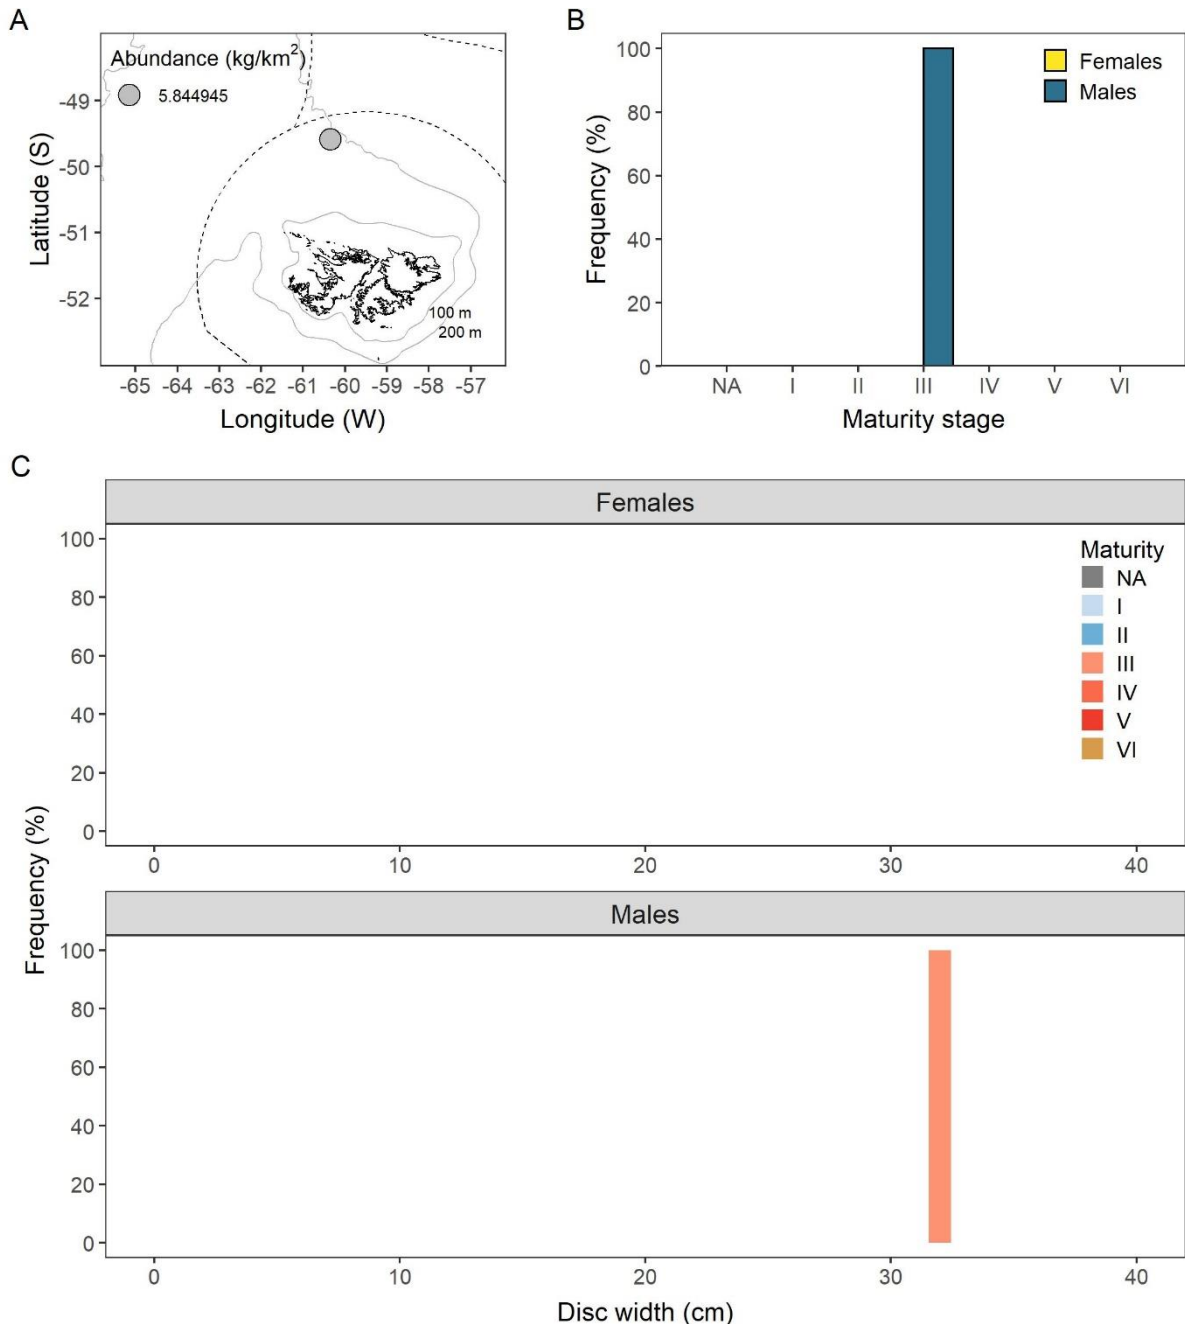 A
Abundance (kg/km²)
5.844945
-49
-50
-51
-52
Latitude (S)
100 m
200 m
-65 -64 -63 -62 -61 -60 -59 -58 -57
Longitude (W)
B
Females
Males
100
80
60
40
20
0
Frequency (%)
NA I II III IV V VI
Maturity stage
C
Females
Maturity
NA
I
II
III
IV
V
VI
100
80
60
40
20
0
0 10 20 30 40
Frequency (%)
Males
100
80
60
40
20
0
0 10 20 30 40
Disc width (cm)